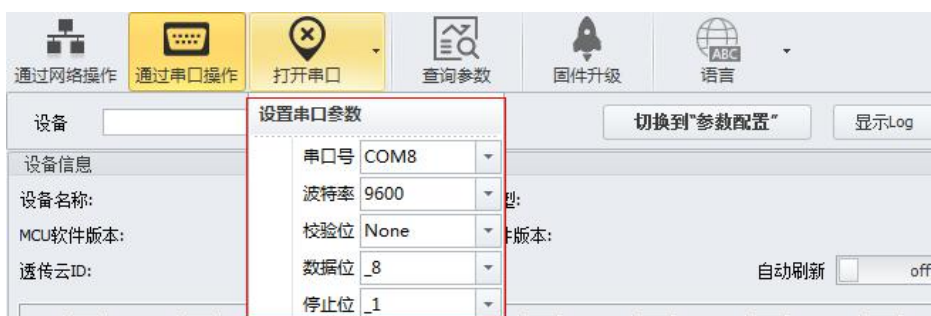 通过网络操作 通过串口操作 打开串口 查询参数 固件升级 ABC 语言
设备 切换到"参数配置" 显示Log
设置串口参数
串口号 COM8
波特率 9600
校验位 None
数据位 _8
停止位 _1
设备信息
设备名称: 型:
MCU软件版本: 件版本:
透传云ID: 自动刷新 off